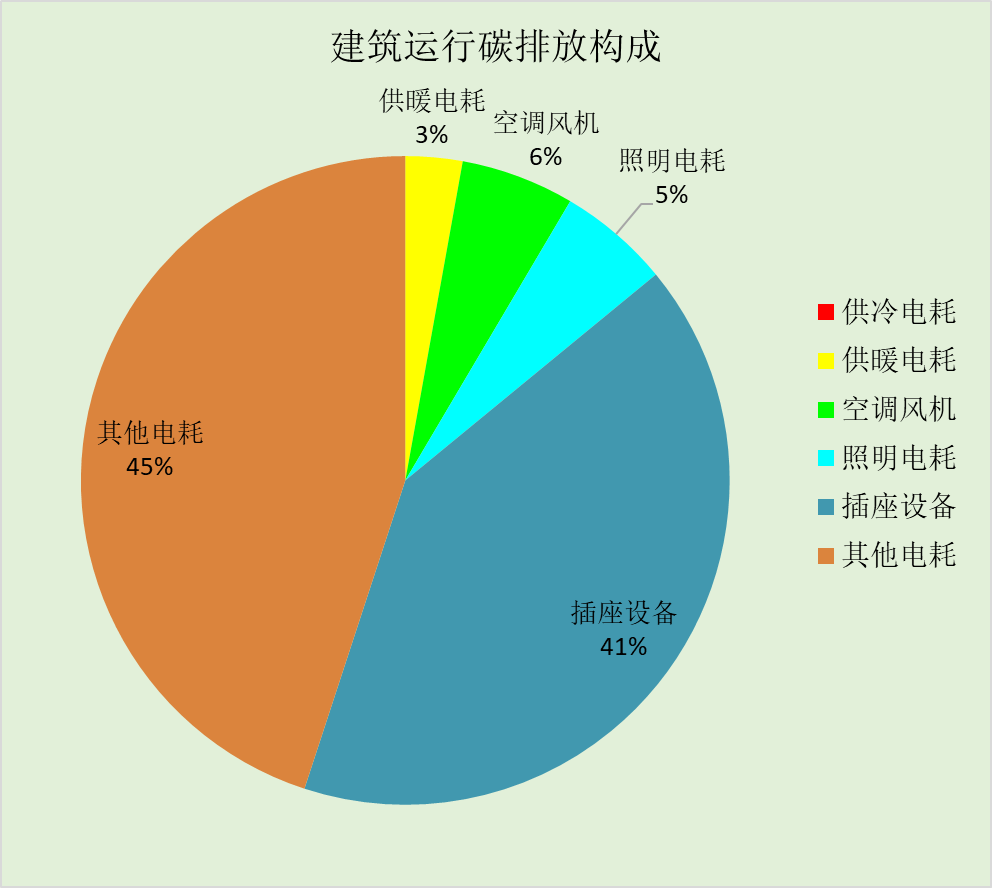 建筑运行碳排放构成
供暖电耗
3%
空调风机
6%
照明电耗
5%
其他电耗
45%
插座设备
41%
供冷电耗
供暖电耗
空调风机
照明电耗
插座设备
其他电耗